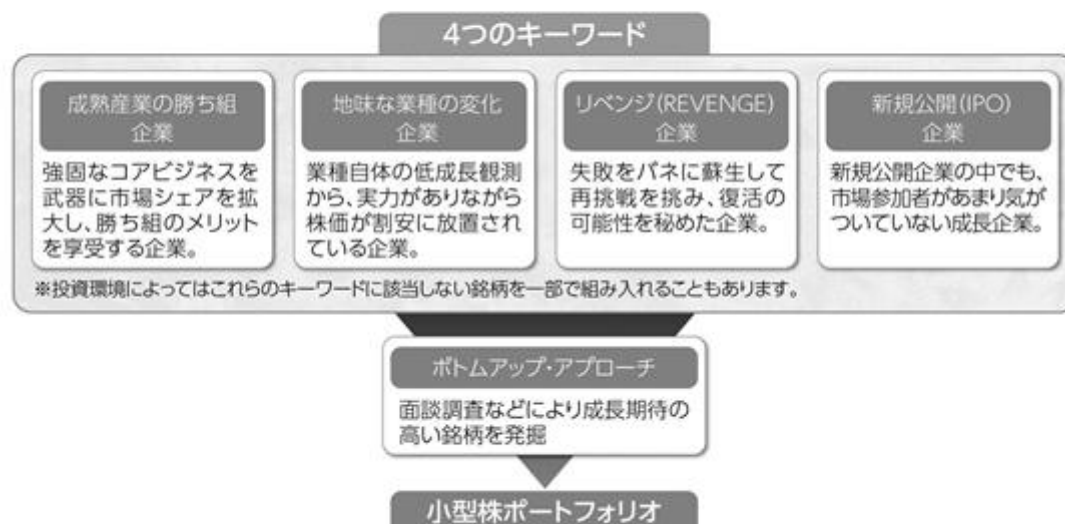 4つのキーワード
成熟産業の勝ち組
企業
強固なコアビジネスを
武器に市場シェアを拡
大し、勝ち組のメリット
を享受する企業。
地味な業種の変化
企業
業種自体の低成長観測
から、実力がありながら
株価が割安に放置され
ている企業。
リベンジ(REVENGE)
企業
失敗をバネに蘇生して
再挑戦を挑み、復活の
可能性を秘めた企業。
新規公開(IPO)
企業
新規公開企業の中でも、
市場参加者があまり気が
ついていない成長企業。
※投資環境によってはこれらのキーワードに該当しない銘柄を一部で組み入れることもあります。
ボトムアップ・アプローチ
面談調査などにより成長期待の
高い銘柄を発掘
小型株ポートフォリオ